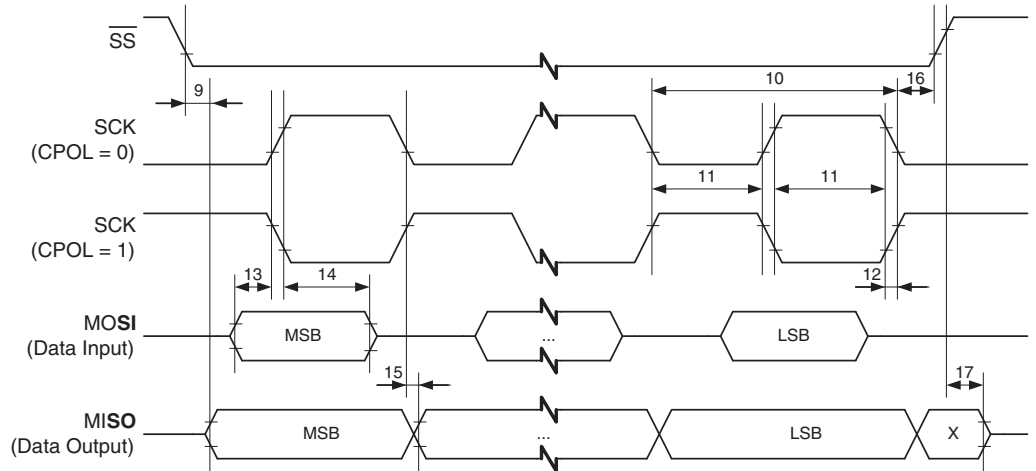 SS
9
10
16
SCK
(CPOL = 0)
11
11
SCK
(CPOL = 1)
13
14
12
MOSI
(Data Input)
MSB
...
LSB
15
17
MISO
(Data Output)
MSB
...
LSB
X